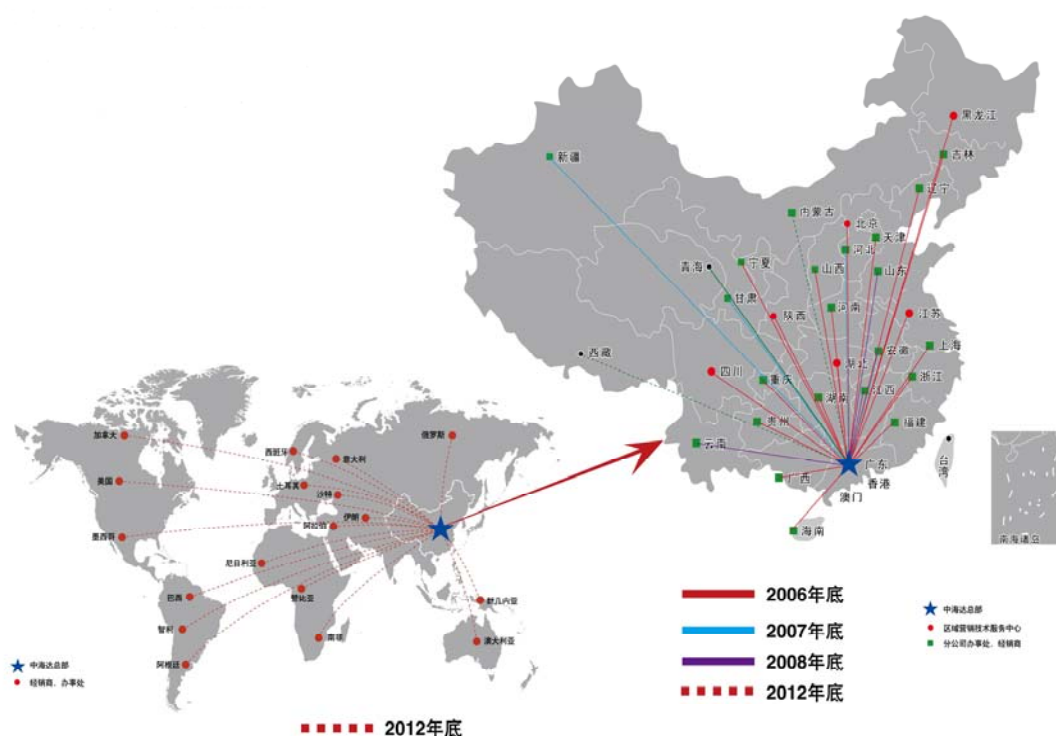 黑龙江
吉林
新疆
辽宁
内蒙古
北京
天津
河北
宁夏
青海
山西
山东
甘肃
河南
陕西
江苏
上海
西藏
安徽
湖北
四川
重庆
浙江
江西
湖南
贵州
福建
云南
广东
台湾
广西
香港
澳门
海南
南海诸岛
加拿大
俄罗斯
西班牙
意大利
美国
土耳其
沙特
伊朗
阿拉伯
墨西哥
尼日利亚
巴西
赞比亚
新几内亚
智利
南非
澳大利亚
阿根廷
中海达总部
经销商、办事处
2012年底
2006年底
2007年底
2008年底
2012年底
中海达总部
区域营销技术服务中心
分公司办事处、经销商